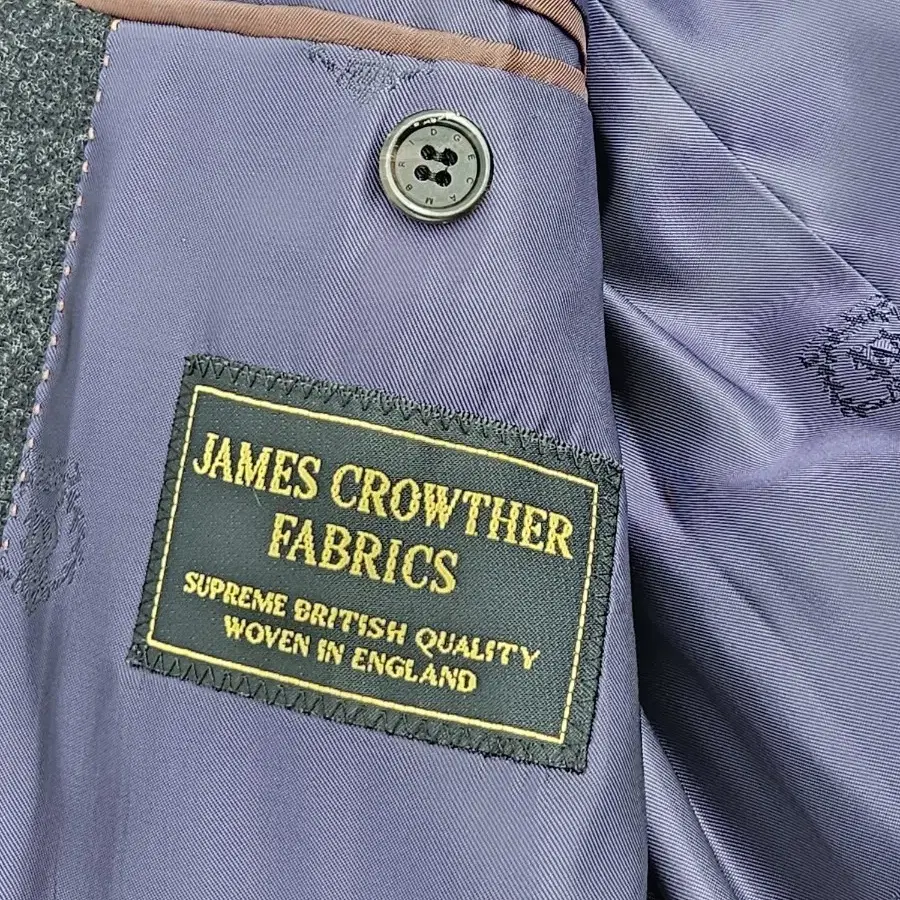 CAMBRIDGE
JAMES CROWTHER
FABRICS
SUPREME BRITISH QUALITY
WOVEN IN ENGLAND